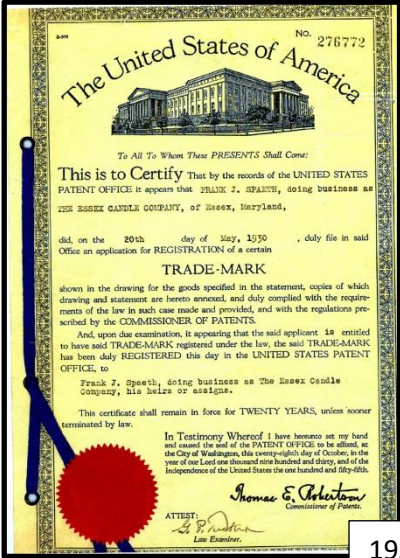 2-390
No. 276772
The United States of America
To All To Whom These PRESENTS Shall Come:
This is to Certify That by the records of the UNITED STATES
PATENT OFFICE it appears that FRANK J. SPAETH, doing business as
THE ESSEX CANDLE COMPANY, of Essex, Maryland,
did, on the 20th day of May, 1930 , duly file in said
Office an application for REGISTRATION of a certain
TRADE-MARK
shown in the drawing for the goods specified in the statement, copies of which
drawing and statement are hereto annexed, and duly complied with the require-
ments of the law in such case made and provided, and with the regulations pre-
scribed by the COMMISSIONER OF PATENTS.
And, upon due examination, it appearing that the said applicant is entitled
to have said TRADE-MARK registered under the law, the said TRADE-MARK
has been duly REGISTERED this day in the UNITED STATES PATENT
OFFICE, to
Frank J. Spaeth, doing business as The Essex Candle
Company, his heirs or assigns.
This certificate shall remain in force for TWENTY YEARS, unless sooner
terminated by law.
In Testimony Whereof I have hereunto set my hand
and caused the seal of the PATENT OFFICE to be affixed, at
the City of Washington, this twenty-eighth day of October, in the
year of our Lord one thousand nine hundred and thirty, and of the
Independence of the United States the one hundred and fifty-fifth.
Thomas E. Robertson
Commissioner of Patents.
ATTEST:
Law Examiner.
19